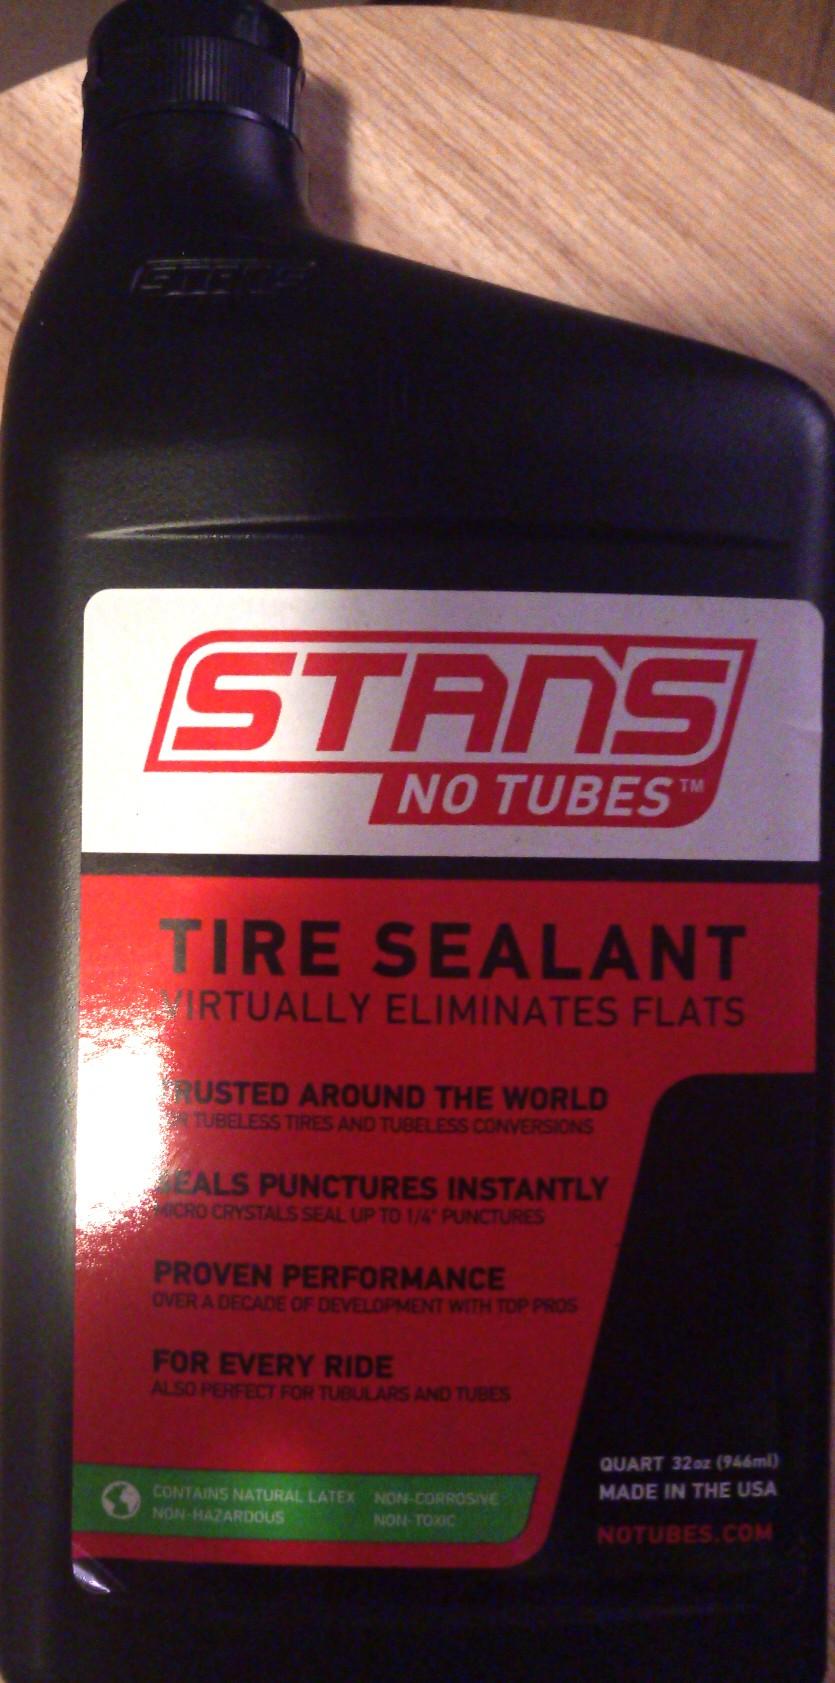 STANS
STAN'S
NO TUBES™
TIRE SEALANT
VIRTUALLY ELIMINATES FLATS
TRUSTED AROUND THE WORLD
FOR TUBELESS TIRES AND TUBELESS CONVERSIONS
SEALS PUNCTURES INSTANTLY
MICRO CRYSTALS SEAL UP TO 1/4" PUNCTURES
PROVEN PERFORMANCE
OVER A DECADE OF DEVELOPMENT WITH TOP PROS
FOR EVERY RIDE
ALSO PERFECT FOR TUBULARS AND TUBES
CONTAINS NATURAL LATEX NON-CORROSIVE
NON-HAZARDOUS NON-TOXIC
QUART 32oz (946ml)
MADE IN THE USA
NOTUBES.COM